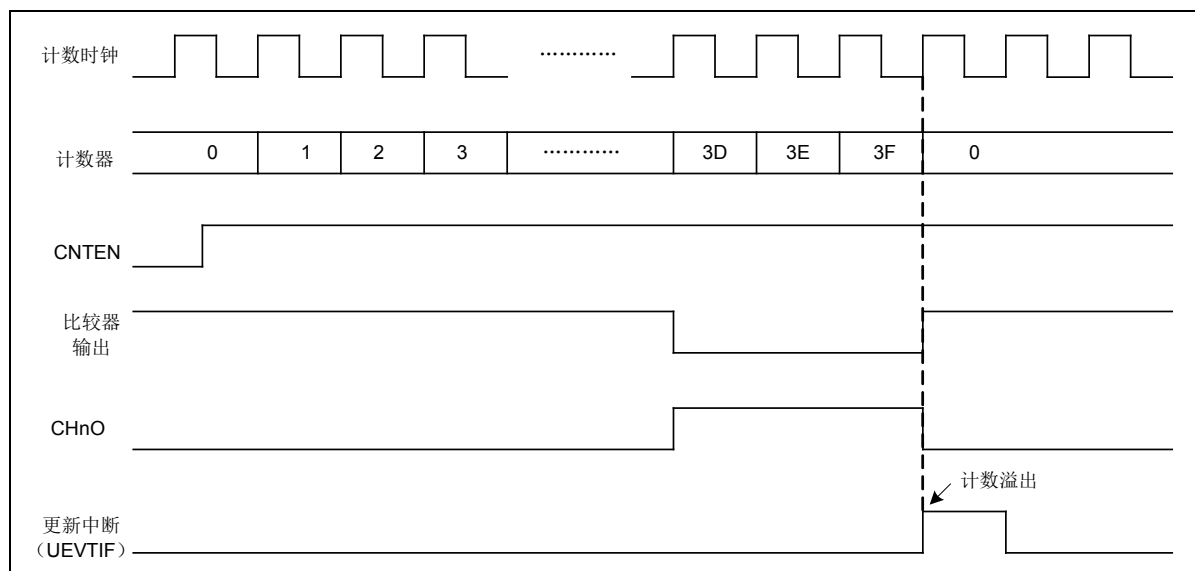 计数时钟
…………
计数器 0 1 2 3 ………… 3D 3E 3F 0
CNTEN
比较器
输出
CHnO
计数溢出
更新中断
（UEVTIF）